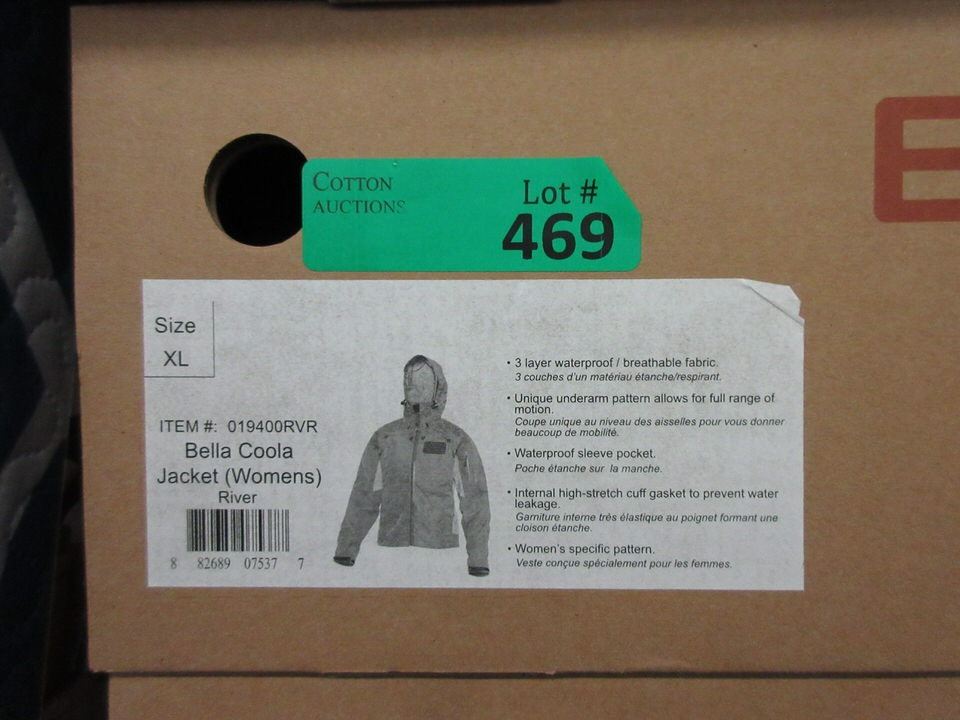 COTTON
AUCTIONS
Lot #
469
E
Size
XL
ITEM #: 019400RVR
Bella Coola
Jacket (Womens)
River
8 82689 07537 7
• 3 layer waterproof / breathable fabric.
3 couches d'un matériau étanche/respirant.
• Unique underarm pattern allows for full range of
motion.
Coupe unique au niveau des aisselles pour vous donner
beaucoup de mobilité.
• Waterproof sleeve pocket.
Poche étanche sur la manche.
• Internal high-stretch cuff gasket to prevent water
leakage.
Garniture interne très élastique au poignet formant une
cloison étanche.
• Women's specific pattern.
Veste conçue spécialement pour les femmes.